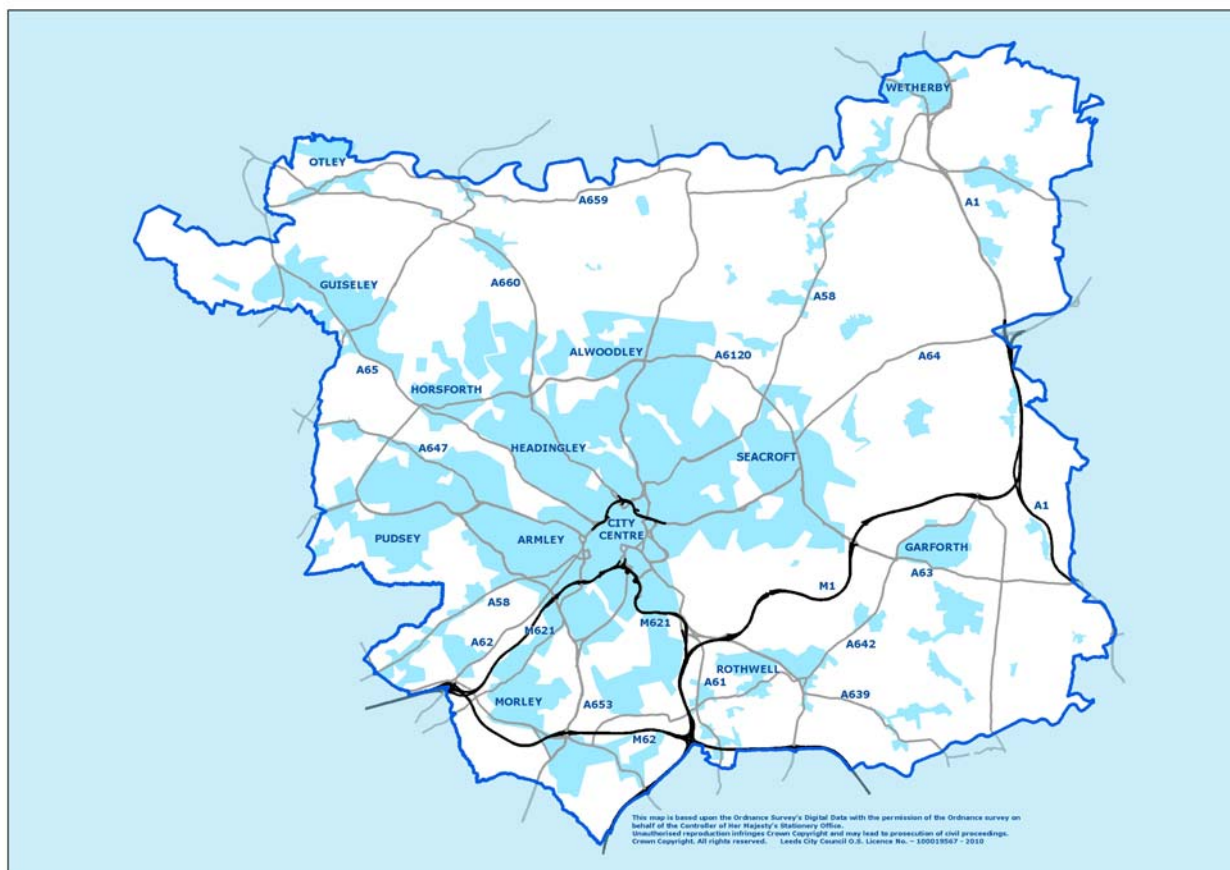 WETHERBY
OTLEY
A659
A1
GUISELEY
A660
A58
ALWOODLEY
A6120
A64
A65
HORSFORTH
HEADINGLEY
A647
SEACROFT
A1
CITY
CENTRE
PUDSEY
ARMLEY
GARFORTH
A63
M1
A58
M621
M621
A62
A642
ROTHWELL
A61
A639
MORLEY
A653
M62
This map is based upon the Ordnance Survey's Digital Data with the permission of the Ordnance survey on
behalf of the Controller of Her Majesty's Stationery Office.
Unauthorised reproduction infringes Crown Copyright and may lead to prosecution of civil proceedings.
Crown Copyright. All rights reserved. Leeds City Council O.S. Licence No. - 100019567 - 2010